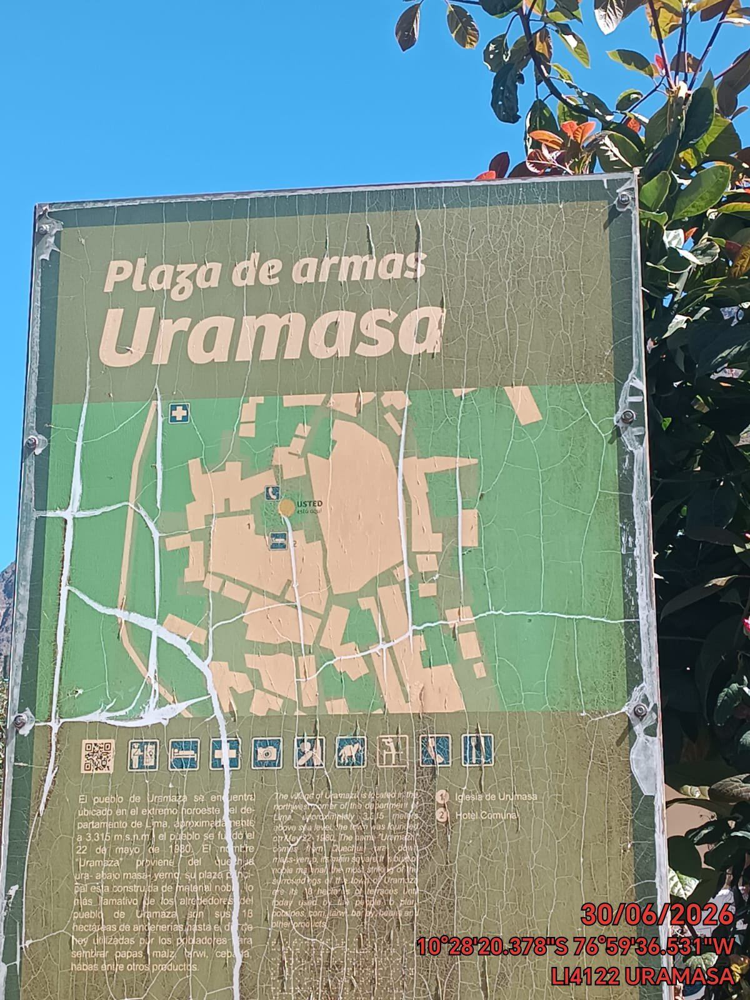 Plaza de armas
Uramasa
USTED
está aquí
1
2
El pueblo de Uramaza se encuentra
ubicado en el extremo noroeste del de-
partamento de Lima, aproximadamente
a 3,315 m.s.n.m, el pueblo se fundó el
22 de mayo de 1980. El nombre
"Uramaza" proviene del quechua
ura- abajo masa- yerno, su plaza princi-
pal esta construida de material noble, lo
más llamativo de los alrededores del
pueblo de Uramaza son sus 18
hectáreas de andenerias hasta el día de
hoy utilizadas por los pobladores para
sembrar papas, maiz, tarwi, cebada,
habas entre otros productos.
The village of Uramaza is located in the
northwest corner of the department of
Lima, approximately 3,315 meters
above sea level, the town was founded
on May 22, 1980. The name "Uramaza"
comes from Quechua ura- down
masa-yerno, its main square is built of
noble material, the most striking of the
surroundings of the town of Uramaza
are its 18 hectares of terraces until
today used by the people to plant
potatoes, corn, tarwi, barley, beans and
other products.
1 Iglesia de Urumasa
2 Hotel Comunal
30/06/2026
10°28'20.378"S 76°59'36.531"W
LI4122 URAMASA